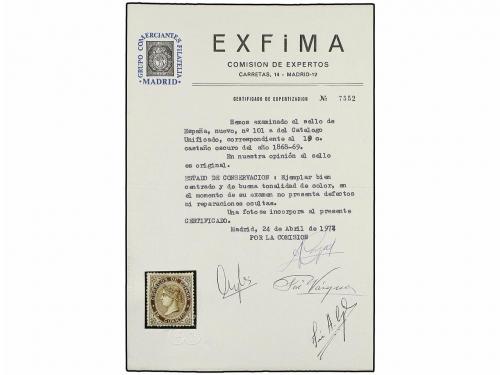 GRUPO COMERCIANTES FILATELIA
MADRID
EXFiMA
COMISION DE EXPERTOS
CARRETAS, 14 - MADRID-12
CERTIFICADO DE EXPERTIZACION Nº 7552
Hemos examinado el sello de
España, nuevo, nº 101 a del Catalogo
Unificado, correspondiente al 19 c.
castaño oscuro del año 1868-69.
En nuestra opinión el sello
es original.
ESTADO DE CONSERVACION : Ejemplar bien
centrado y de buena tonalidad de color, en
el momento de su examen no presenta defectos
ni reparaciones ocultas.
Una foto se incorpora al presente
CERTIFICADO.
Madrid, 24 de Abril de
POR LA COMISION